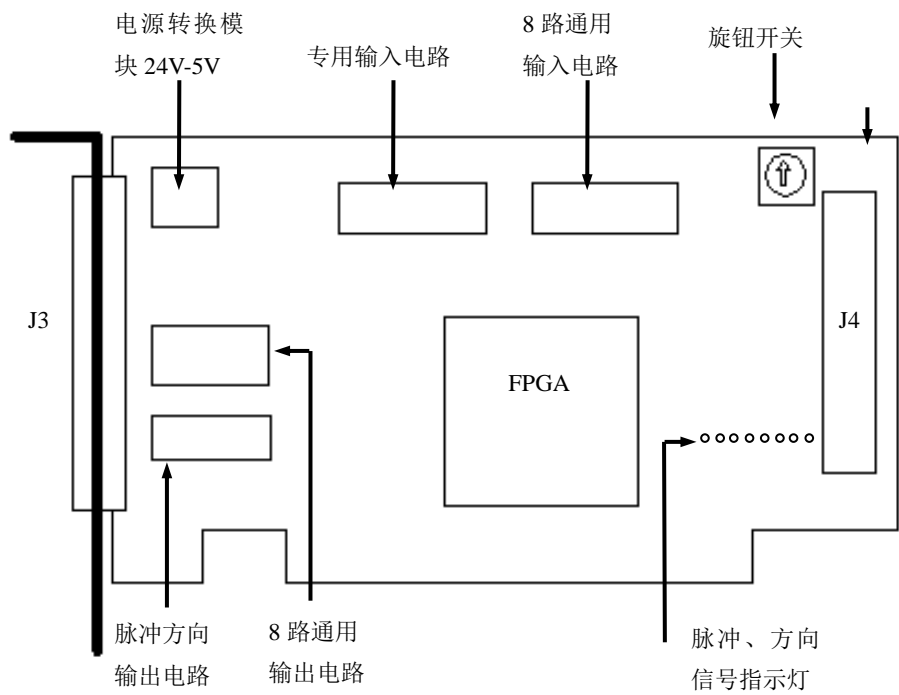 电源转换模
块 24V-5V
专用输入电路
8 路通用
输入电路
旋钮开关
J3
FPGA
J4
脉冲方向
输出电路
8 路通用
输出电路
脉冲、方向
信号指示灯